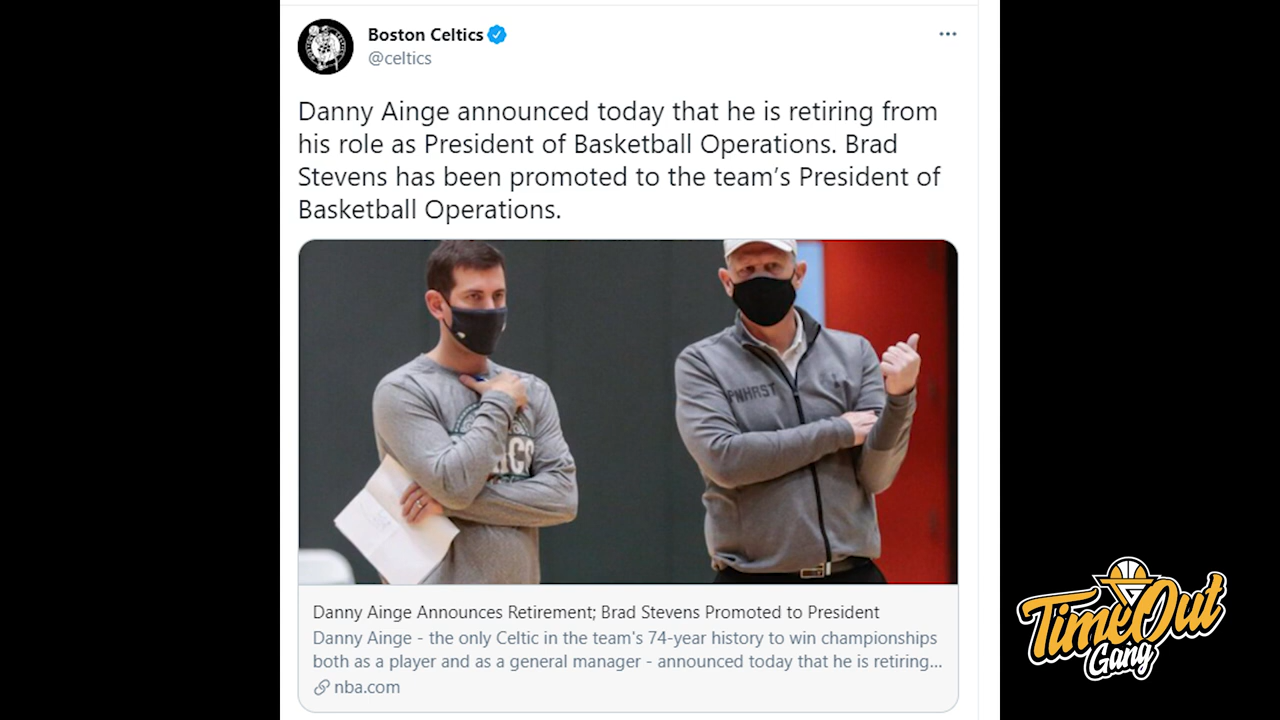 Boston Celtics
@celtics
Danny Ainge announced today that he is retiring from
his role as President of Basketball Operations. Brad
Stevens has been promoted to the team’s President of
Basketball Operations.
PNHRST
Danny Ainge Announces Retirement; Brad Stevens Promoted to President
Danny Ainge - the only Celtic in the team's 74-year history to win championships
both as a player and as a general manager - announced today that he is retiring...
nba.com
TimeOut
Gang